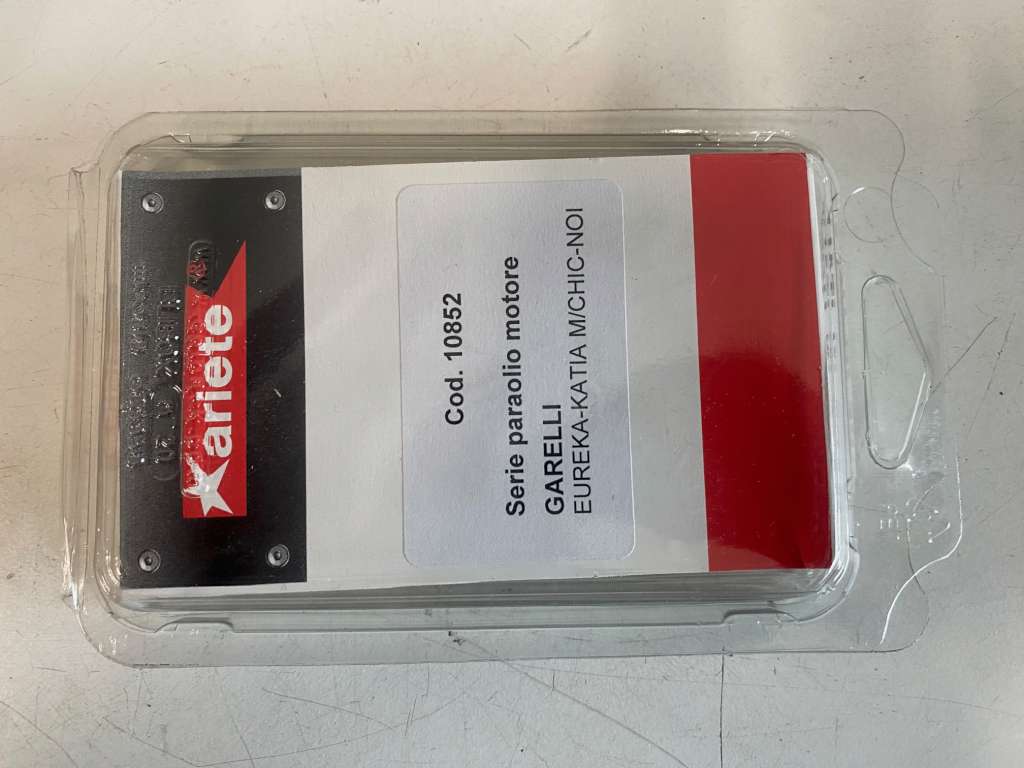 ariete
Cod. 10852
Serie paraolio motore
GARELLI
EUREKA-KATIA M/CHIC-NOI